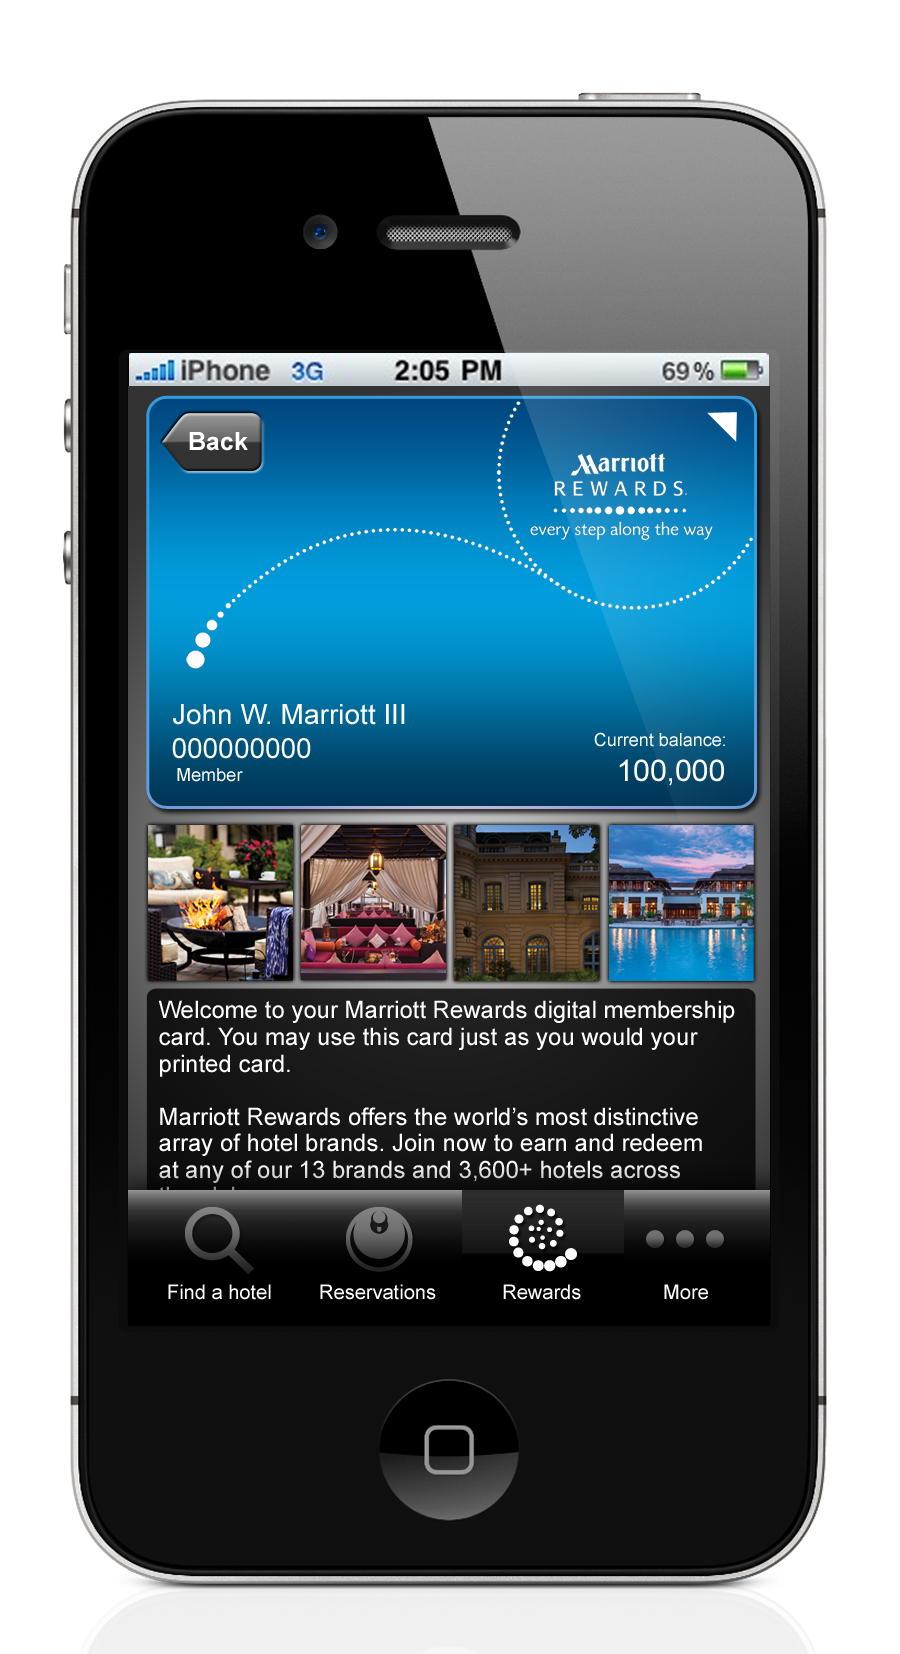 iPhone 3G 2:05 PM 69%
Back
Marriott
REWARDS.
every step along the way
John W. Marriott III
000000000
Member
Current balance:
100,000
Welcome to your Marriott Rewards digital membership
card. You may use this card just as you would your
printed card.
Marriott Rewards offers the world’s most distinctive
array of hotel brands. Join now to earn and redeem
at any of our 13 brands and 3,600+ hotels across
Find a hotel Reservations Rewards More